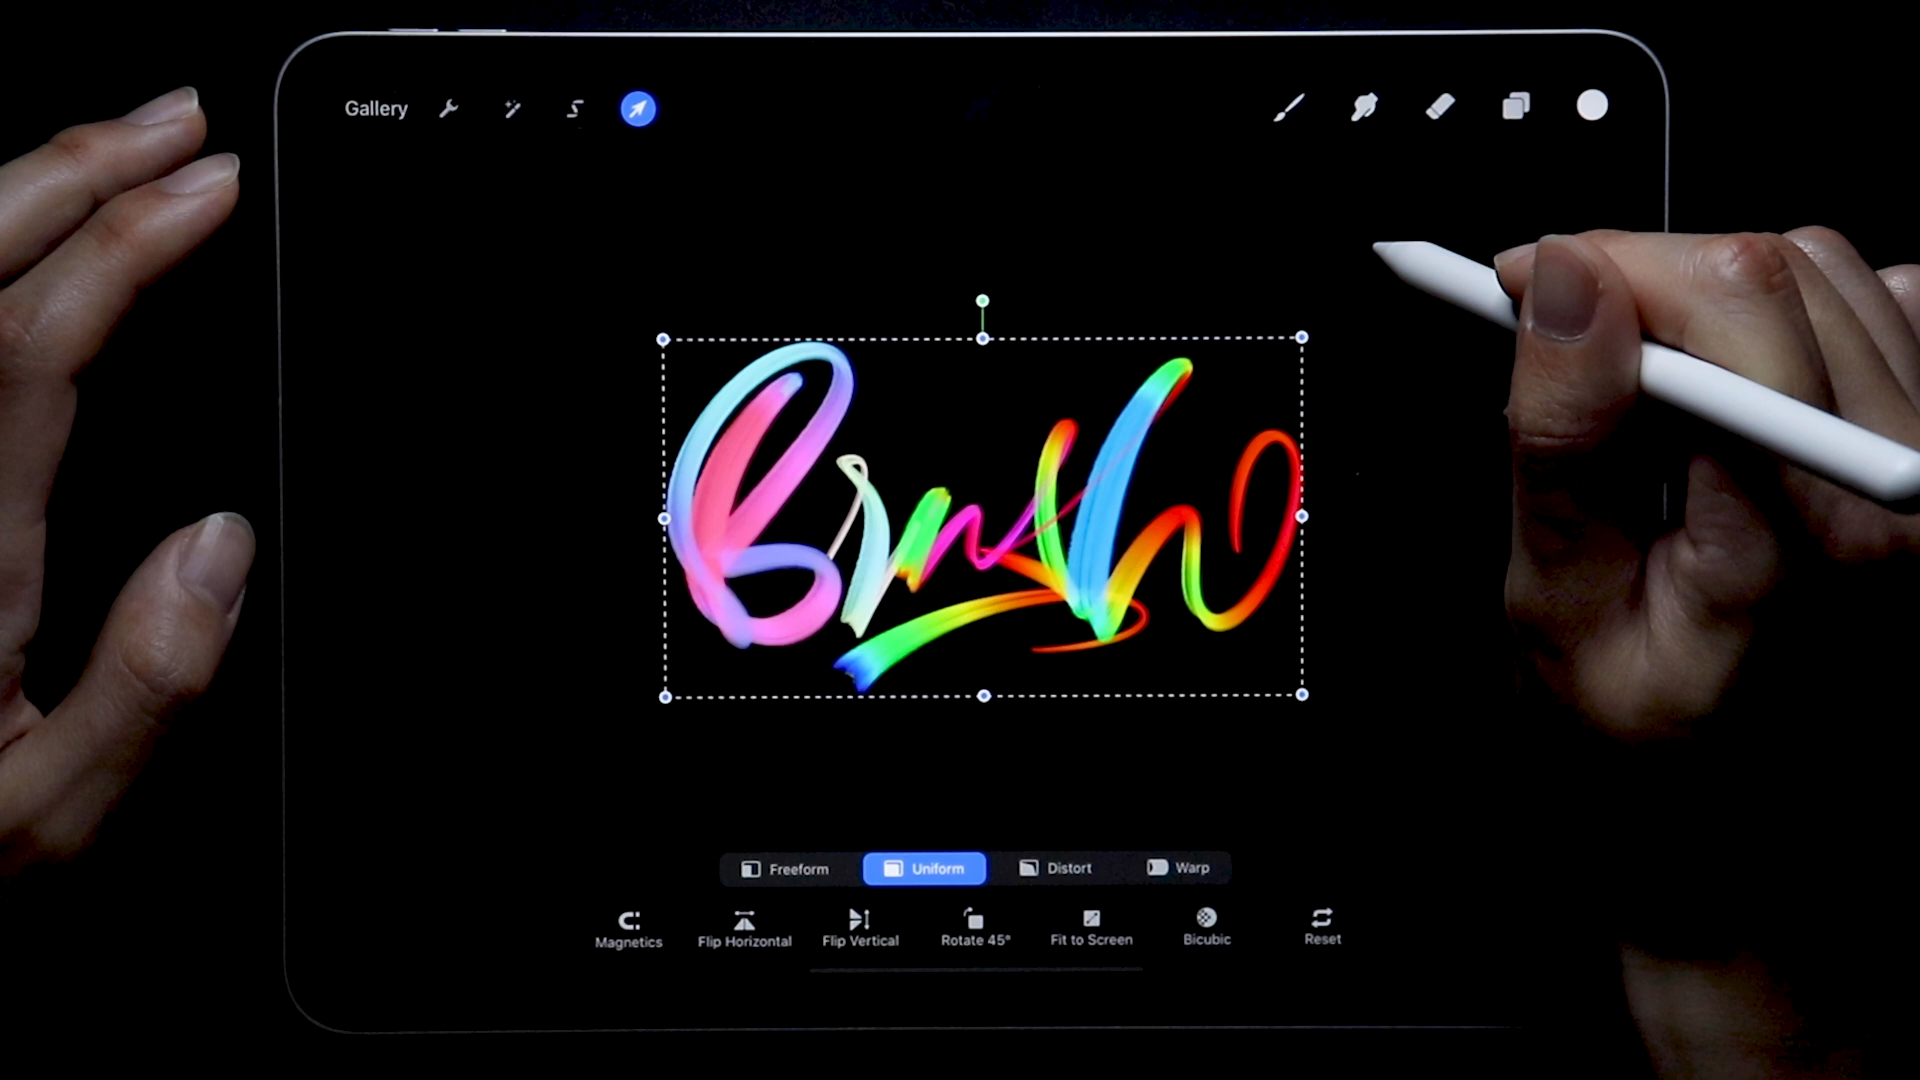 Gallery
Brush
Freeform Uniform Distort Warp
Magnetics Flip Horizontal Flip Vertical Rotate 45° Fit to Screen Bicubic Reset